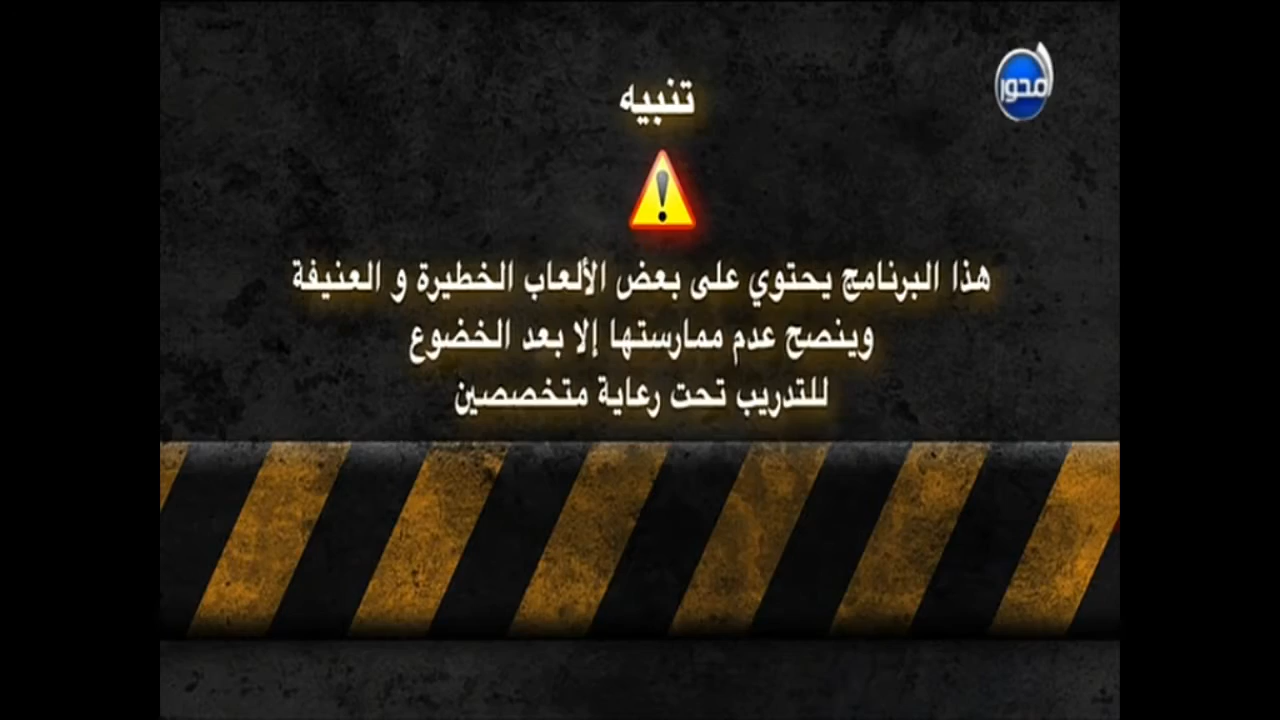 محور
تنبيه
هذا البرنامج يحتوي على بعض الألعاب الخطيرة و العنيفة
وينصح عدم ممارستها إلا بعد الخضوع
للتدريب تحت رعاية متخصصين